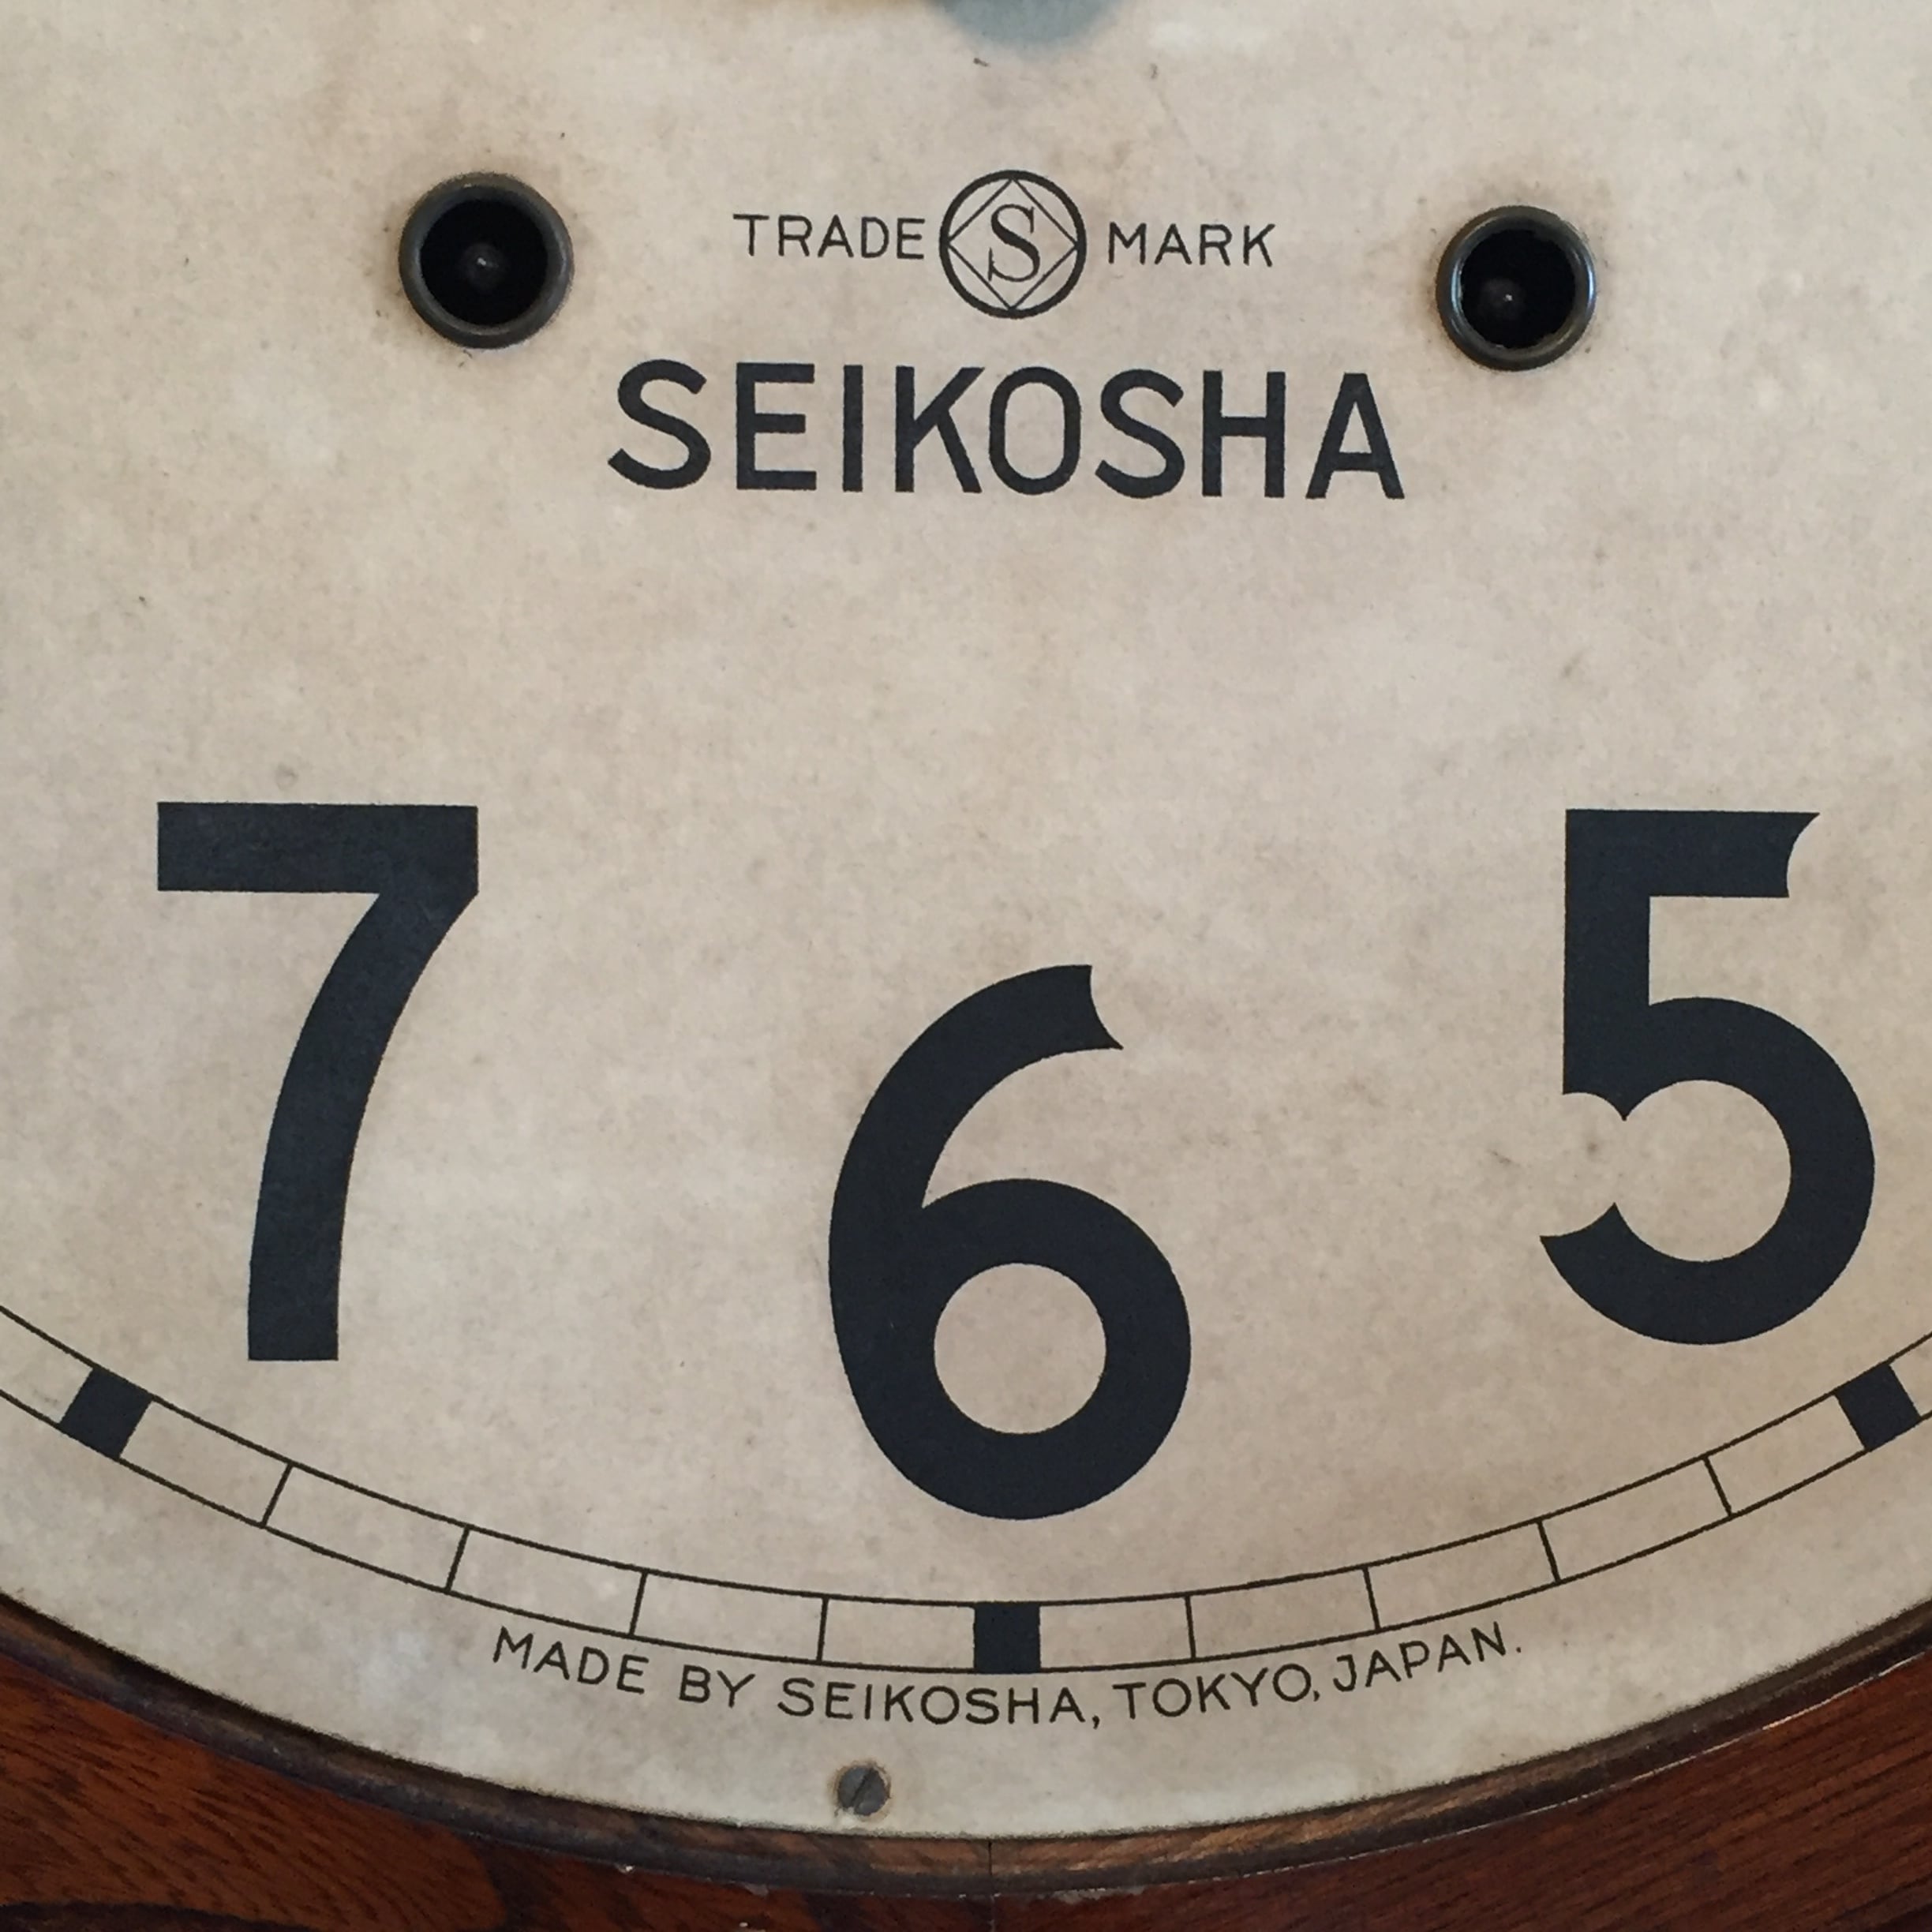 TRADE S MARK
SEIKOSHA
7 6 5
MADE BY SEIKOSHA, TOKYO, JAPAN.